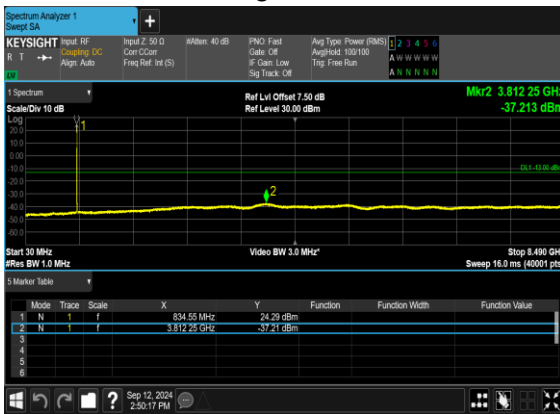 Spectrum Analyzer 1
Swept SA
KEYSIGHT Input: RF Input Z: 50 Ω #Atten: 40 dB PNO: Fast Avg Type: Power (RMS) 1 2 3 4 5 6
R T Coupling: DC Corr CCorr Gate: Off Avg|Hold: 100/100 A W W W W W
Align: Auto Freq Ref: Int (S) IF Gain: Low Trig: Free Run
Sig Track: Off A N N N N N
LV
1 Spectrum Ref Lvl Offset 7.50 dB Mkr2 3.812 25 GHz
Scale/Div 10 dB Ref Level 30.00 dBm -37.213 dBm
Log
20.0 1
10.0
0.00
-10.0 DL1 -13.00 dBm
-20.0
-30.0 2
-40.0
-50.0
-60.0
Start 30 MHz Video BW 3.0 MHz* Stop 8.490 GHz
#Res BW 1.0 MHz Sweep 16.0 ms (40001 pts)
5 Marker Table
Mode Trace Scale X Y Function Function Width Function Value
1 N 1 f 834.55 MHz 24.29 dBm
2 N 1 f 3.812 25 GHz -37.21 dBm
3
4
5
6
Sep 12, 2024
2:50:17 PM